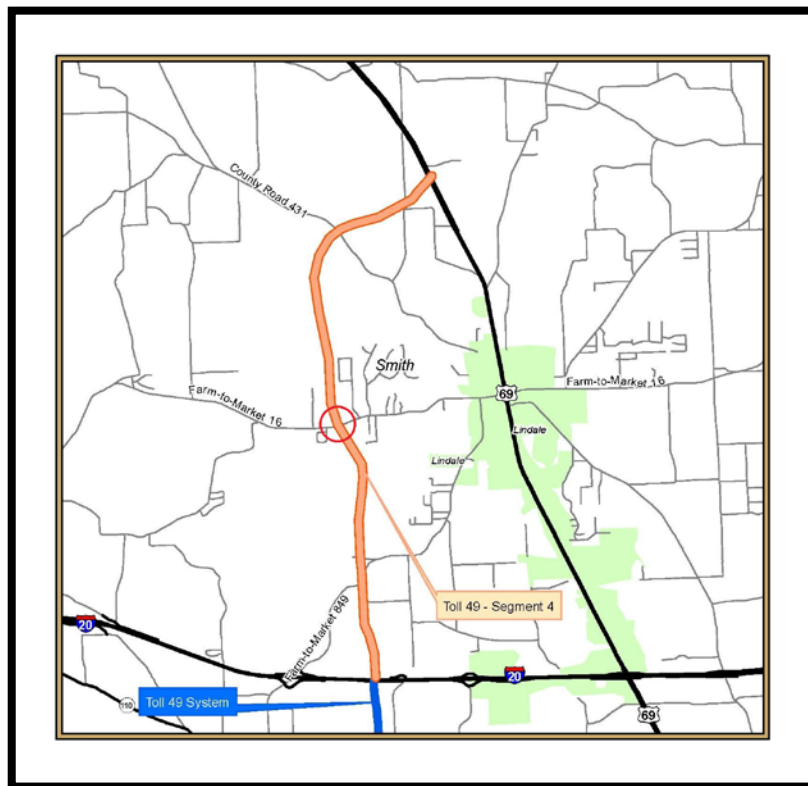 County Road 431
Smith
Farm-to-Market 16
69
Farm-to-Market 16
Lindale
Lindale
Toll 49 - Segment 4
Farm-to-Market 849
20
20
110
Toll 49 System
69